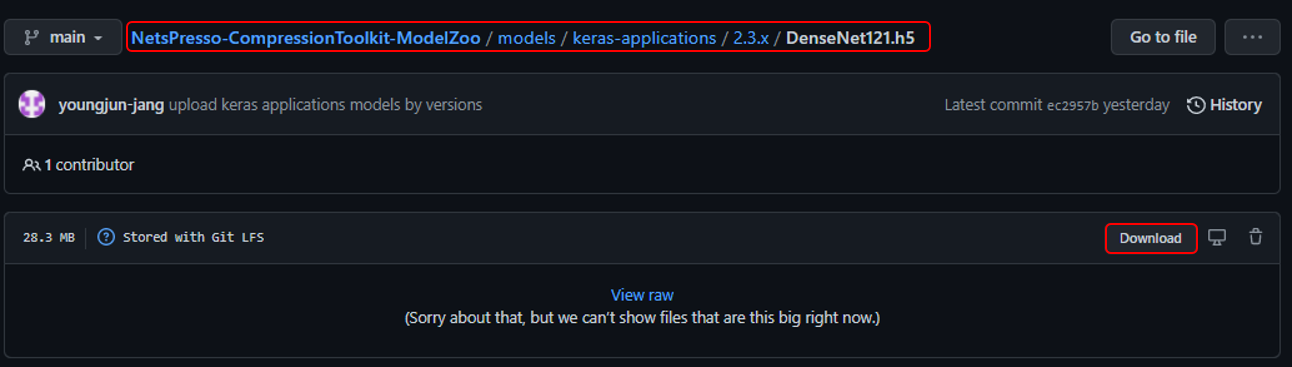 main NetsPresso-CompressionToolkit-ModelZoo / models / keras-applications / 2.3.x / DenseNet121.h5 Go to file ...
youngjun-jang upload keras applications models by versions Latest commit ec2957b yesterday History
1 contributor
28.3 MB ? Stored with Git LFS Download
View raw
(Sorry about that, but we can't show files that are this big right now.)